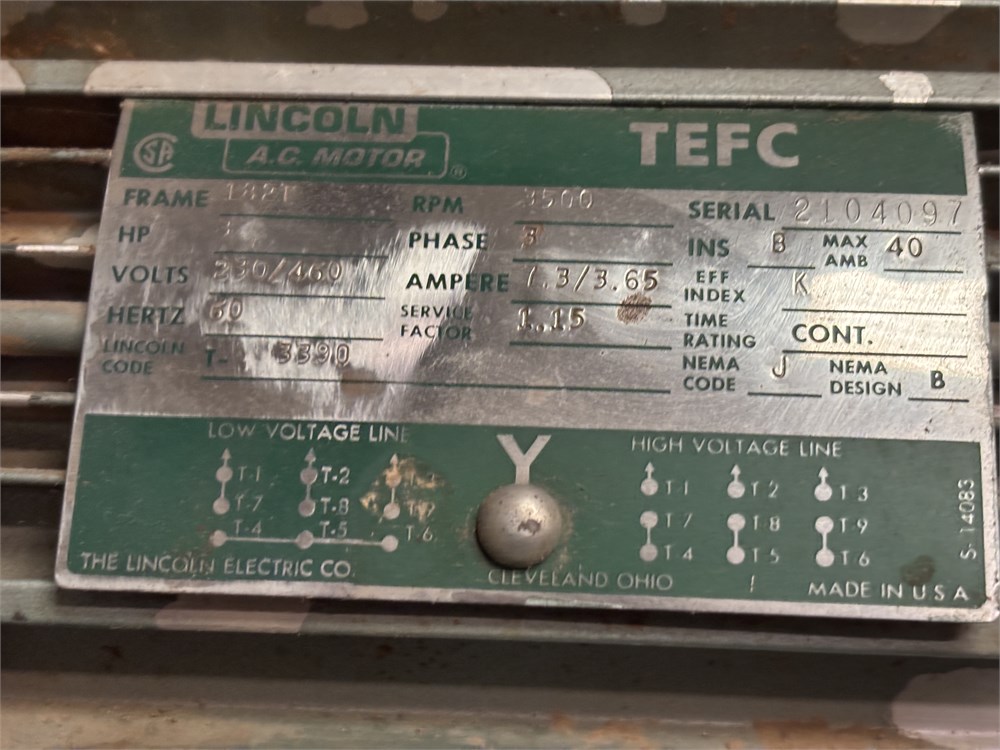 LINCOLN
A.C. MOTOR ®
CSA
TEFC
FRAME 182T
RPM 3500
SERIAL 2104097
HP
PHASE 3
INS B MAX AMB 40
VOLTS 230/460
AMPERE 7.3/3.65
EFF INDEX K
HERTZ 60
SERVICE FACTOR 1.15
TIME RATING CONT.
LINCOLN CODE T- 3390
NEMA CODE J NEMA DESIGN B
LOW VOLTAGE LINE
T-1 T-2
T-7 T-8
T-4 T-5 T-6
Y
HIGH VOLTAGE LINE
T1 T2 T3
T7 T8 T9
T4 T5 T6
S-14083
THE LINCOLN ELECTRIC CO.
CLEVELAND OHIO
MADE IN U S A